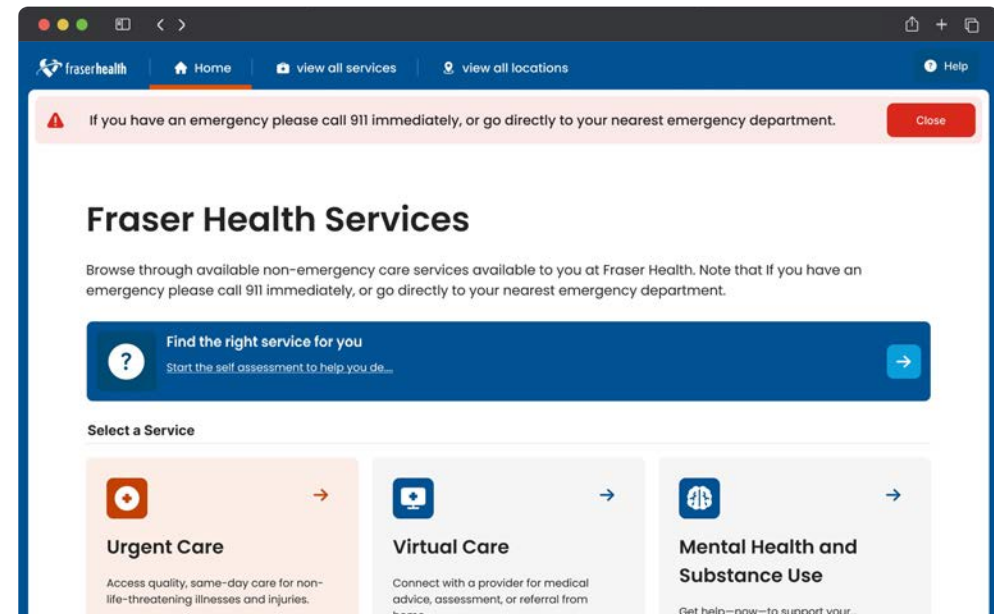 fraserhealth
Home
view all services
view all locations
Help
If you have an emergency please call 911 immediately, or go directly to your nearest emergency department.
Close
Fraser Health Services
Browse through available non-emergency care services available to you at Fraser Health. Note that If you have an
emergency please call 911 immediately, or go directly to your nearest emergency department.
Find the right service for you
Start the self assessment to help you de...
Select a Service
Urgent Care
Access quality, same-day care for non-
life-threatening illnesses and injuries.
Virtual Care
Connect with a provider for medical
advice, assessment, or referral from
home
Mental Health and
Substance Use
Get help—now—to support your...